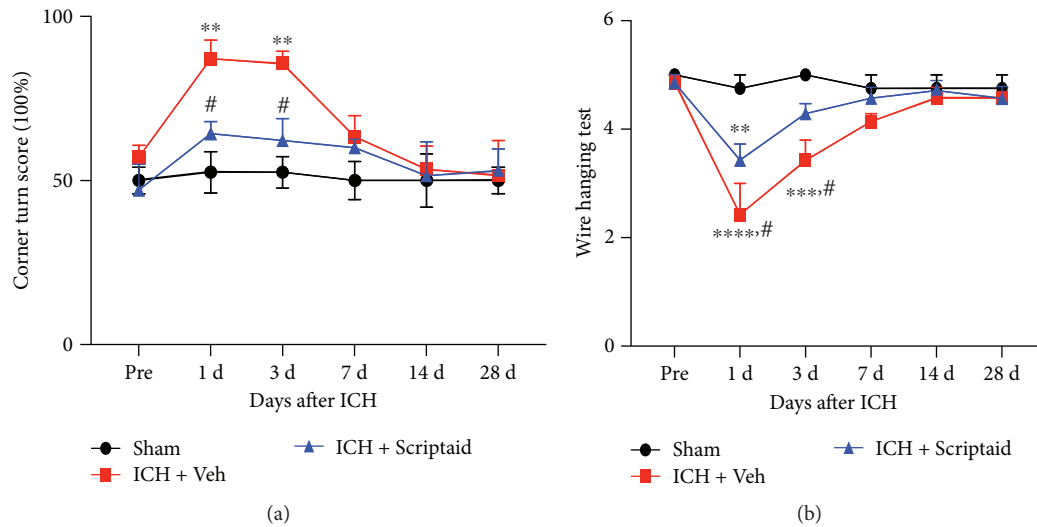 Corner turn score (100%)
100
50
0
**
**
#
#
Pre
1 d
3 d
7 d
14 d
28 d
Days after ICH
Sham
ICH + Veh
ICH + Scriptaid
(a)
Wire hanging test
6
4
2
0
**
***,#
****,#
Pre
1 d
3 d
7 d
14 d
28 d
Days after ICH
Sham
ICH + Veh
ICH + Scriptaid
(b)